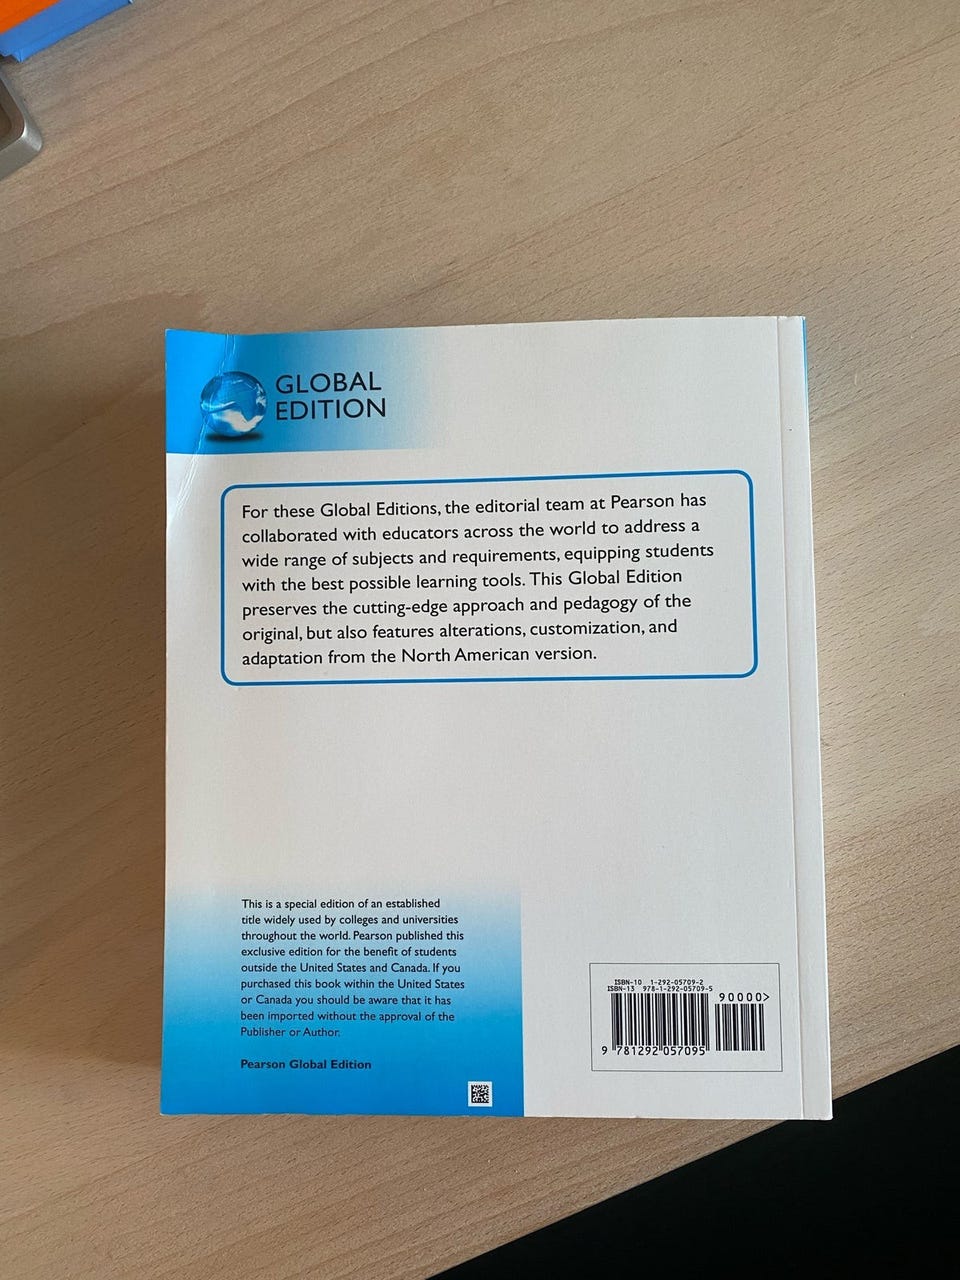 GLOBAL
EDITION
For these Global Editions, the editorial team at Pearson has
collaborated with educators across the world to address a
wide range of subjects and requirements, equipping students
with the best possible learning tools. This Global Edition
preserves the cutting-edge approach and pedagogy of the
original, but also features alterations, customization, and
adaptation from the North American version.
This is a special edition of an established
title widely used by colleges and universities
throughout the world. Pearson published this
exclusive edition for the benefit of students
outside the United States and Canada. If you
purchased this book within the United States
or Canada you should be aware that it has
been imported without the approval of the
Publisher or Author.
Pearson Global Edition
ISBN-10 1-292-05709-2
ISBN-13 978-1-292-05709-5
90000>
9 781292 057095